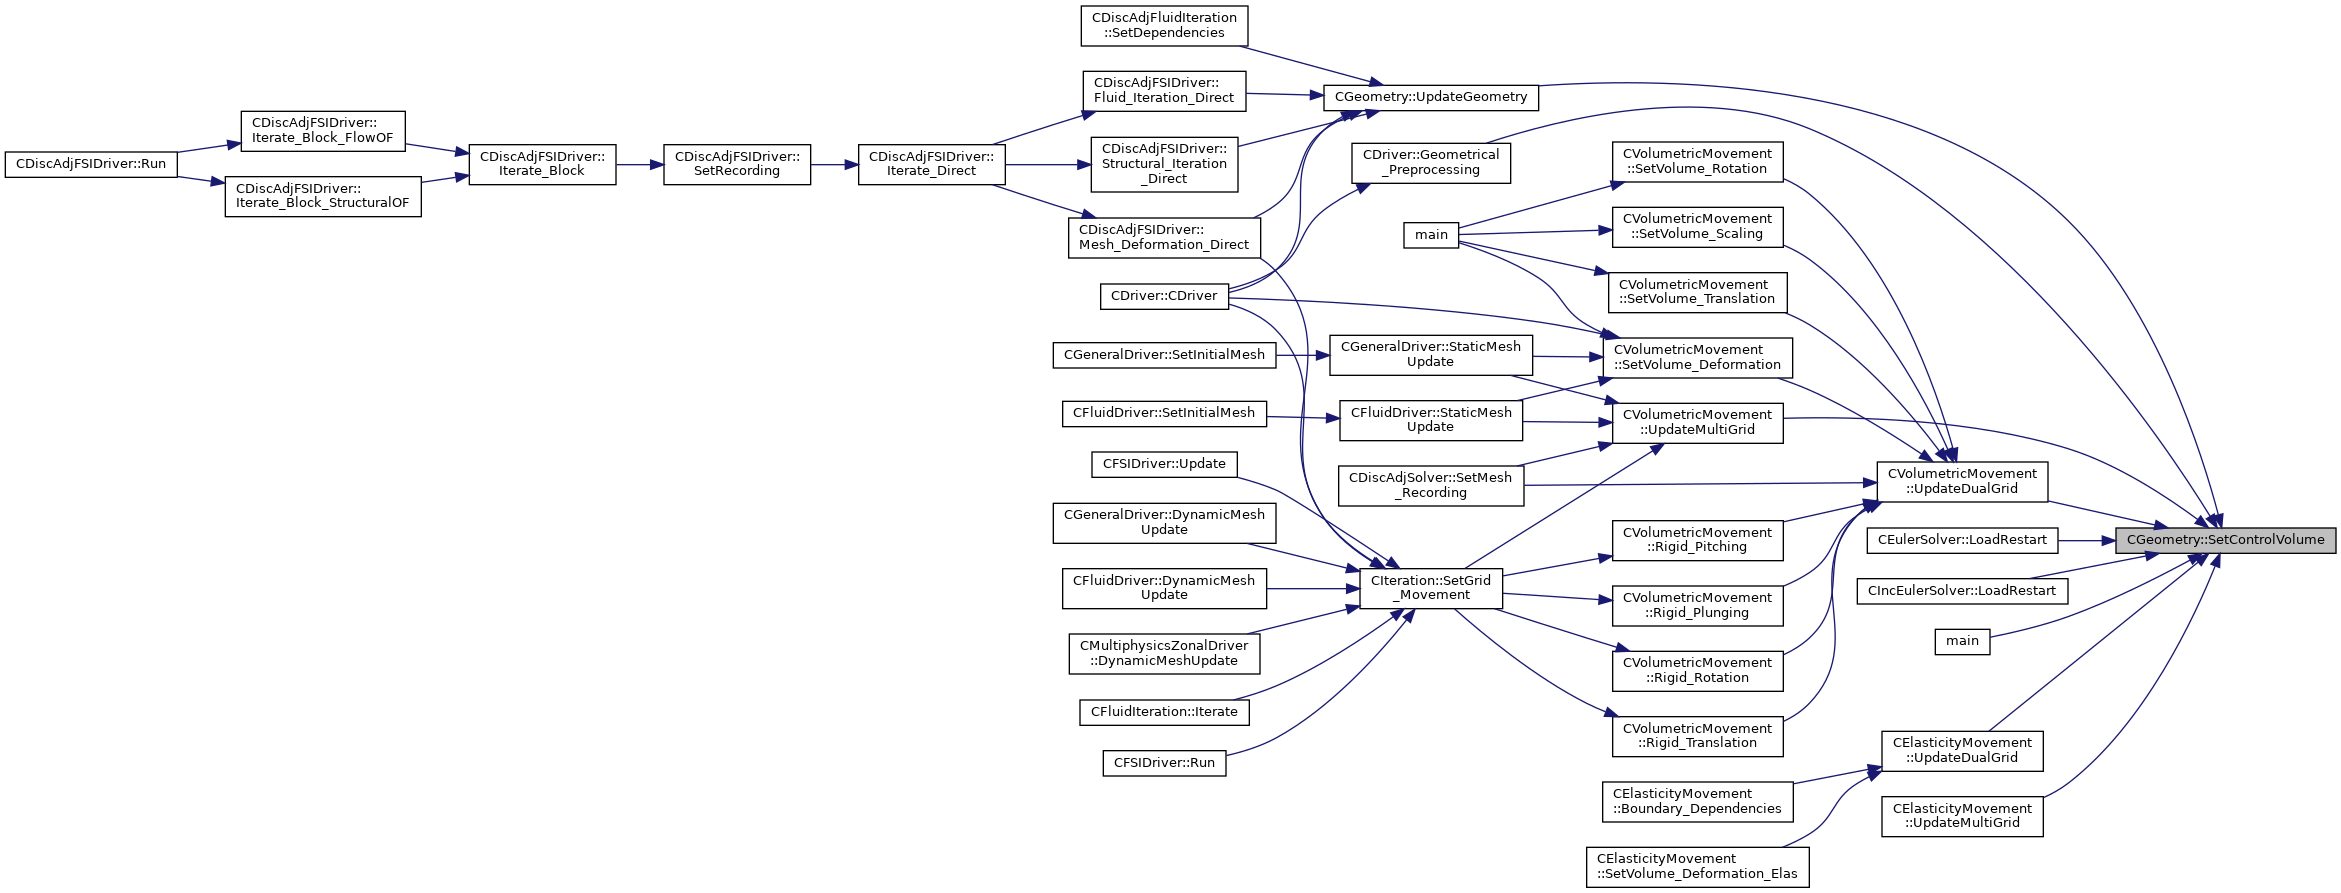 CDiscAdjFSIDriver::Run
CDiscAdjFSIDriver::
Iterate_Block_FlowOF
CDiscAdjFSIDriver::
Iterate_Block_StructuralOF
CDiscAdjFSIDriver::
Iterate_Block
CDiscAdjFSIDriver::
SetRecording
CDiscAdjFSIDriver::
Iterate_Direct
CDiscAdjFluidIteration
::SetDependencies
CDiscAdjFSIDriver::
Fluid_Iteration_Direct
CDiscAdjFSIDriver::
Structural_Iteration
_Direct
CDiscAdjFSIDriver::
Mesh_Deformation_Direct
CDriver::CDriver
CGeneralDriver::SetInitialMesh
CFluidDriver::SetInitialMesh
CFSIDriver::Update
CGeneralDriver::DynamicMesh
Update
CFluidDriver::DynamicMesh
Update
CMultiphysicsZonalDriver
::DynamicMeshUpdate
CFluidIteration::Iterate
CFSIDriver::Run
CGeometry::UpdateGeometry
CDriver::Geometrical
_Preprocessing
main
CGeneralDriver::StaticMesh
Update
CFluidDriver::StaticMesh
Update
CDiscAdjSolver::SetMesh
_Recording
CIteration::SetGrid
_Movement
CVolumetricMovement
::SetVolume_Rotation
CVolumetricMovement
::SetVolume_Scaling
CVolumetricMovement
::SetVolume_Translation
CVolumetricMovement
::SetVolume_Deformation
CVolumetricMovement
::UpdateMultiGrid
CVolumetricMovement
::Rigid_Pitching
CVolumetricMovement
::Rigid_Plunging
CVolumetricMovement
::Rigid_Rotation
CVolumetricMovement
::Rigid_Translation
CElasticityMovement
::Boundary_Dependencies
CElasticityMovement
::SetVolume_Deformation_Elas
CVolumetricMovement
::UpdateDualGrid
CEulerSolver::LoadRestart
CIncEulerSolver::LoadRestart
main
CElasticityMovement
::UpdateDualGrid
CElasticityMovement
::UpdateMultiGrid
CGeometry::SetControlVolume